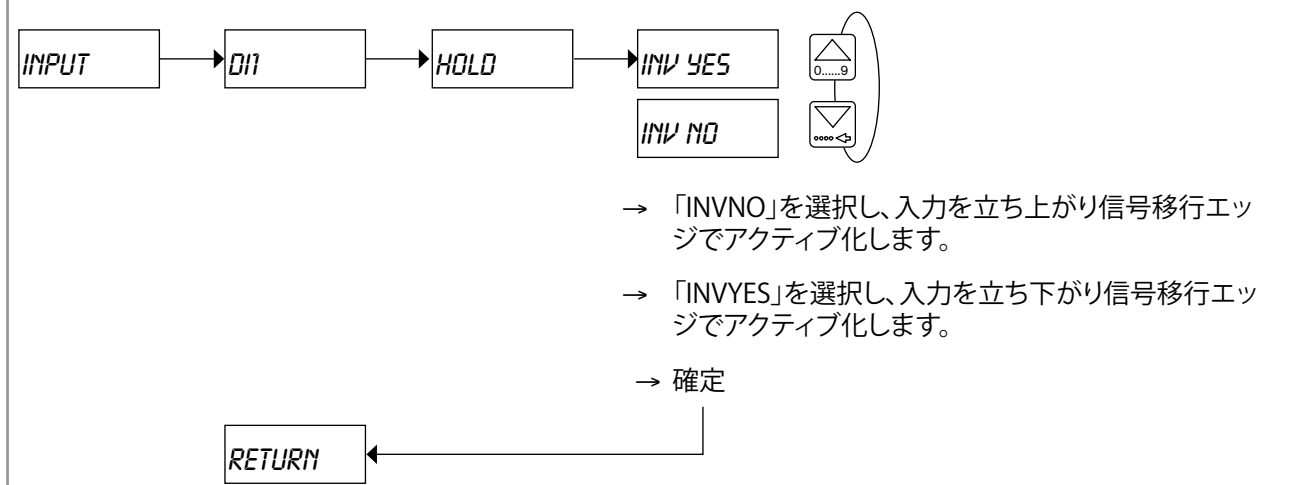 INPUT
DI1
HOLD
INV YES
0......9
INV NO
→ 「INVNO」を選択し、入力を立ち上がり信号移行エッ
ジでアクティブ化します。
→ 「INVYES」を選択し、入力を立ち下がり信号移行エッ
ジでアクティブ化します。
→ 確定
RETURN